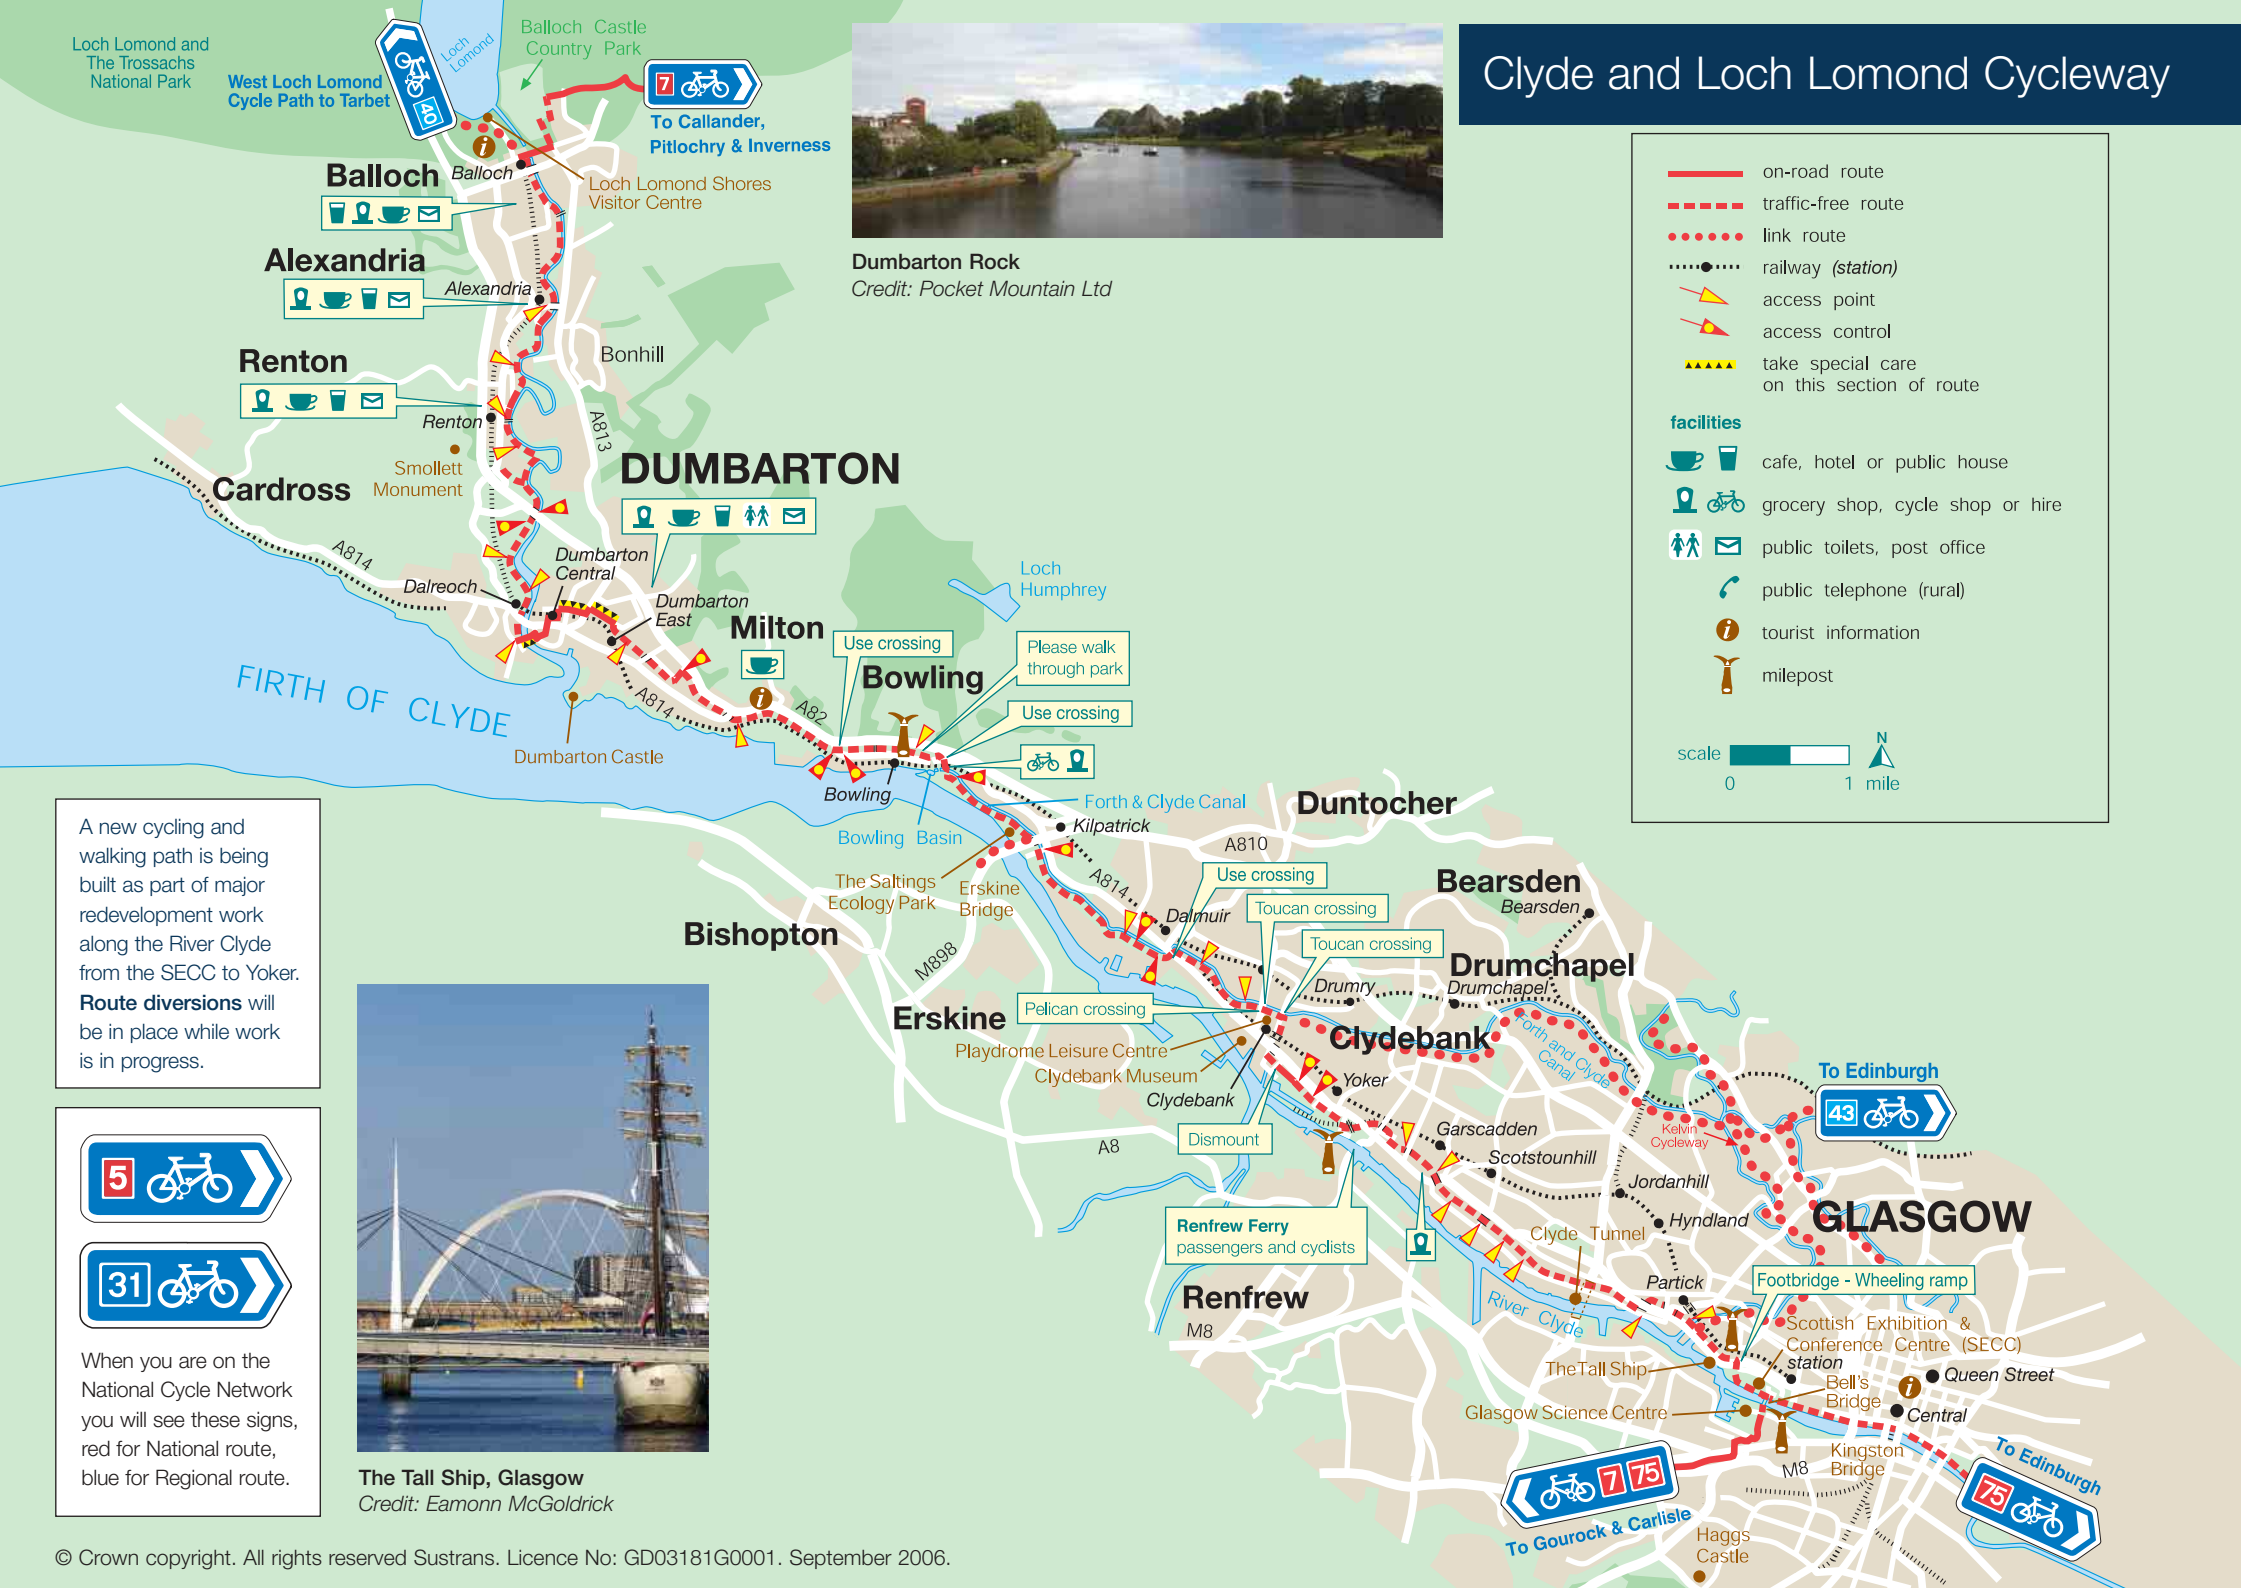 Clyde and Loch Lomond Cycleway
Loch Lomond and
The Trossachs
National Park
West Loch Lomond
Cycle Path to Tarbet
40
Loch
Lomond
Balloch Castle
Country Park
7
To Callander,
Pitlochry & Inverness
Balloch
Balloch
i
Loch Lomond Shores
Visitor Centre
Alexandria
Alexandria
Renton
Renton
Bonhill
A813
Smollett
Monument
Cardross
A814
DUMBARTON
Dumbarton
Central
Dalreoch
Dumbarton
East
Milton
i
A814
A82
FIRTH OF CLYDE
Dumbarton Castle
Loch
Humphrey
Use crossing
Please walk
through park
Bowling
Use crossing
Bowling
Bowling Basin
Forth & Clyde Canal
Kilpatrick
The Saltings
Ecology Park
Erskine
Bridge
Duntocher
A810
A814
Bishopton
M898
Dalmuir
Use crossing
Toucan crossing
Toucan crossing
Bearsden
Bearsden
Drumchapel
Drumchapel
Drumry
Erskine
Pelican crossing
Playdrome Leisure Centre
Clydebank Museum
Clydebank
Clydebank
Forth and Clyde
Canal
Yoker
A8
Dismount
Garscadden
Scotstounhill
Jordanhill
Hyndland
Kelvin
Cycleway
To Edinburgh
43
GLASGOW
Renfrew Ferry
passengers and cyclists
Renfrew
M8
Clyde Tunnel
River Clyde
Partick
Footbridge - Wheeling ramp
Scottish Exhibition &
Conference Centre (SECC)
station
The Tall Ship
Bell's
Bridge
i
Queen Street
Central
Glasgow Science Centre
Kingston
Bridge
M8
7 75
To Gourock & Carlisle
To Edinburgh
75
Haggs
Castle
Dumbarton Rock
Credit: Pocket Mountain Ltd
on-road route
traffic-free route
link route
railway (station)
access point
access control
take special care
on this section of route
facilities
cafe, hotel or public house
grocery shop, cycle shop or hire
public toilets, post office
public telephone (rural)
i
tourist information
milepost
scale
N
0 1 mile
A new cycling and
walking path is being
built as part of major
redevelopment work
along the River Clyde
from the SECC to Yoker.
Route diversions will
be in place while work
is in progress.
5
31
When you are on the
National Cycle Network
you will see these signs,
red for National route,
blue for Regional route.
The Tall Ship, Glasgow
Credit: Eamonn McGoldrick
© Crown copyright. All rights reserved Sustrans. Licence No: GD03181G0001. September 2006.